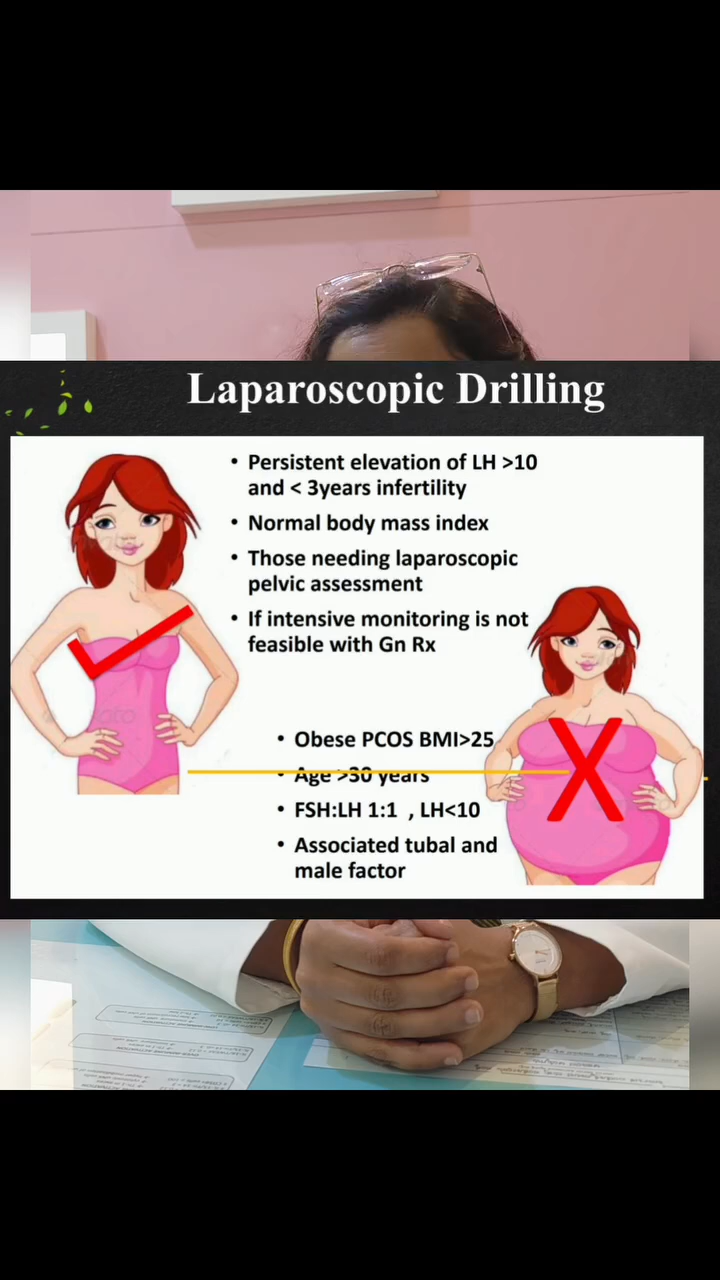 Laparoscopic Drilling
• Persistent elevation of LH >10
and < 3years infertility
• Normal body mass index
• Those needing laparoscopic
pelvic assessment
• If intensive monitoring is not
feasible with Gn Rx
• Obese PCOS BMI>25
• Age >30 years
• FSH:LH 1:1 , LH<10
• Associated tubal and
male factor